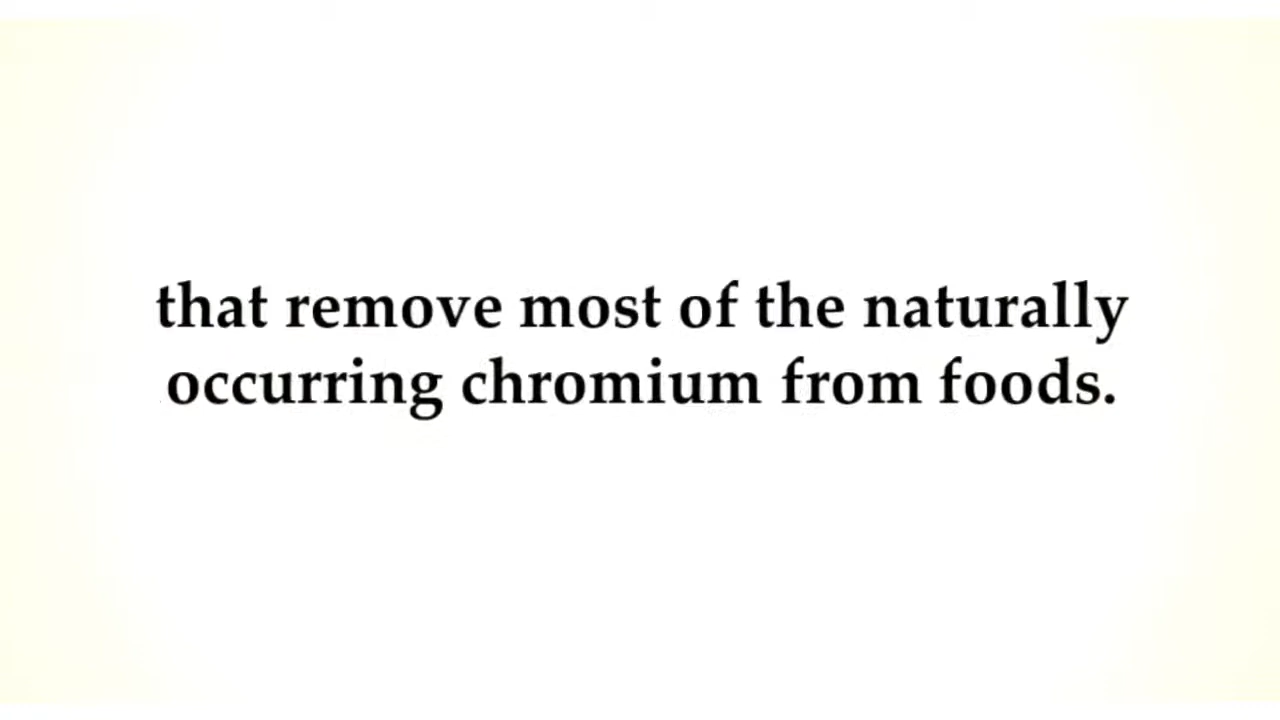 that remove most of the naturally
occurring chromium from foods.